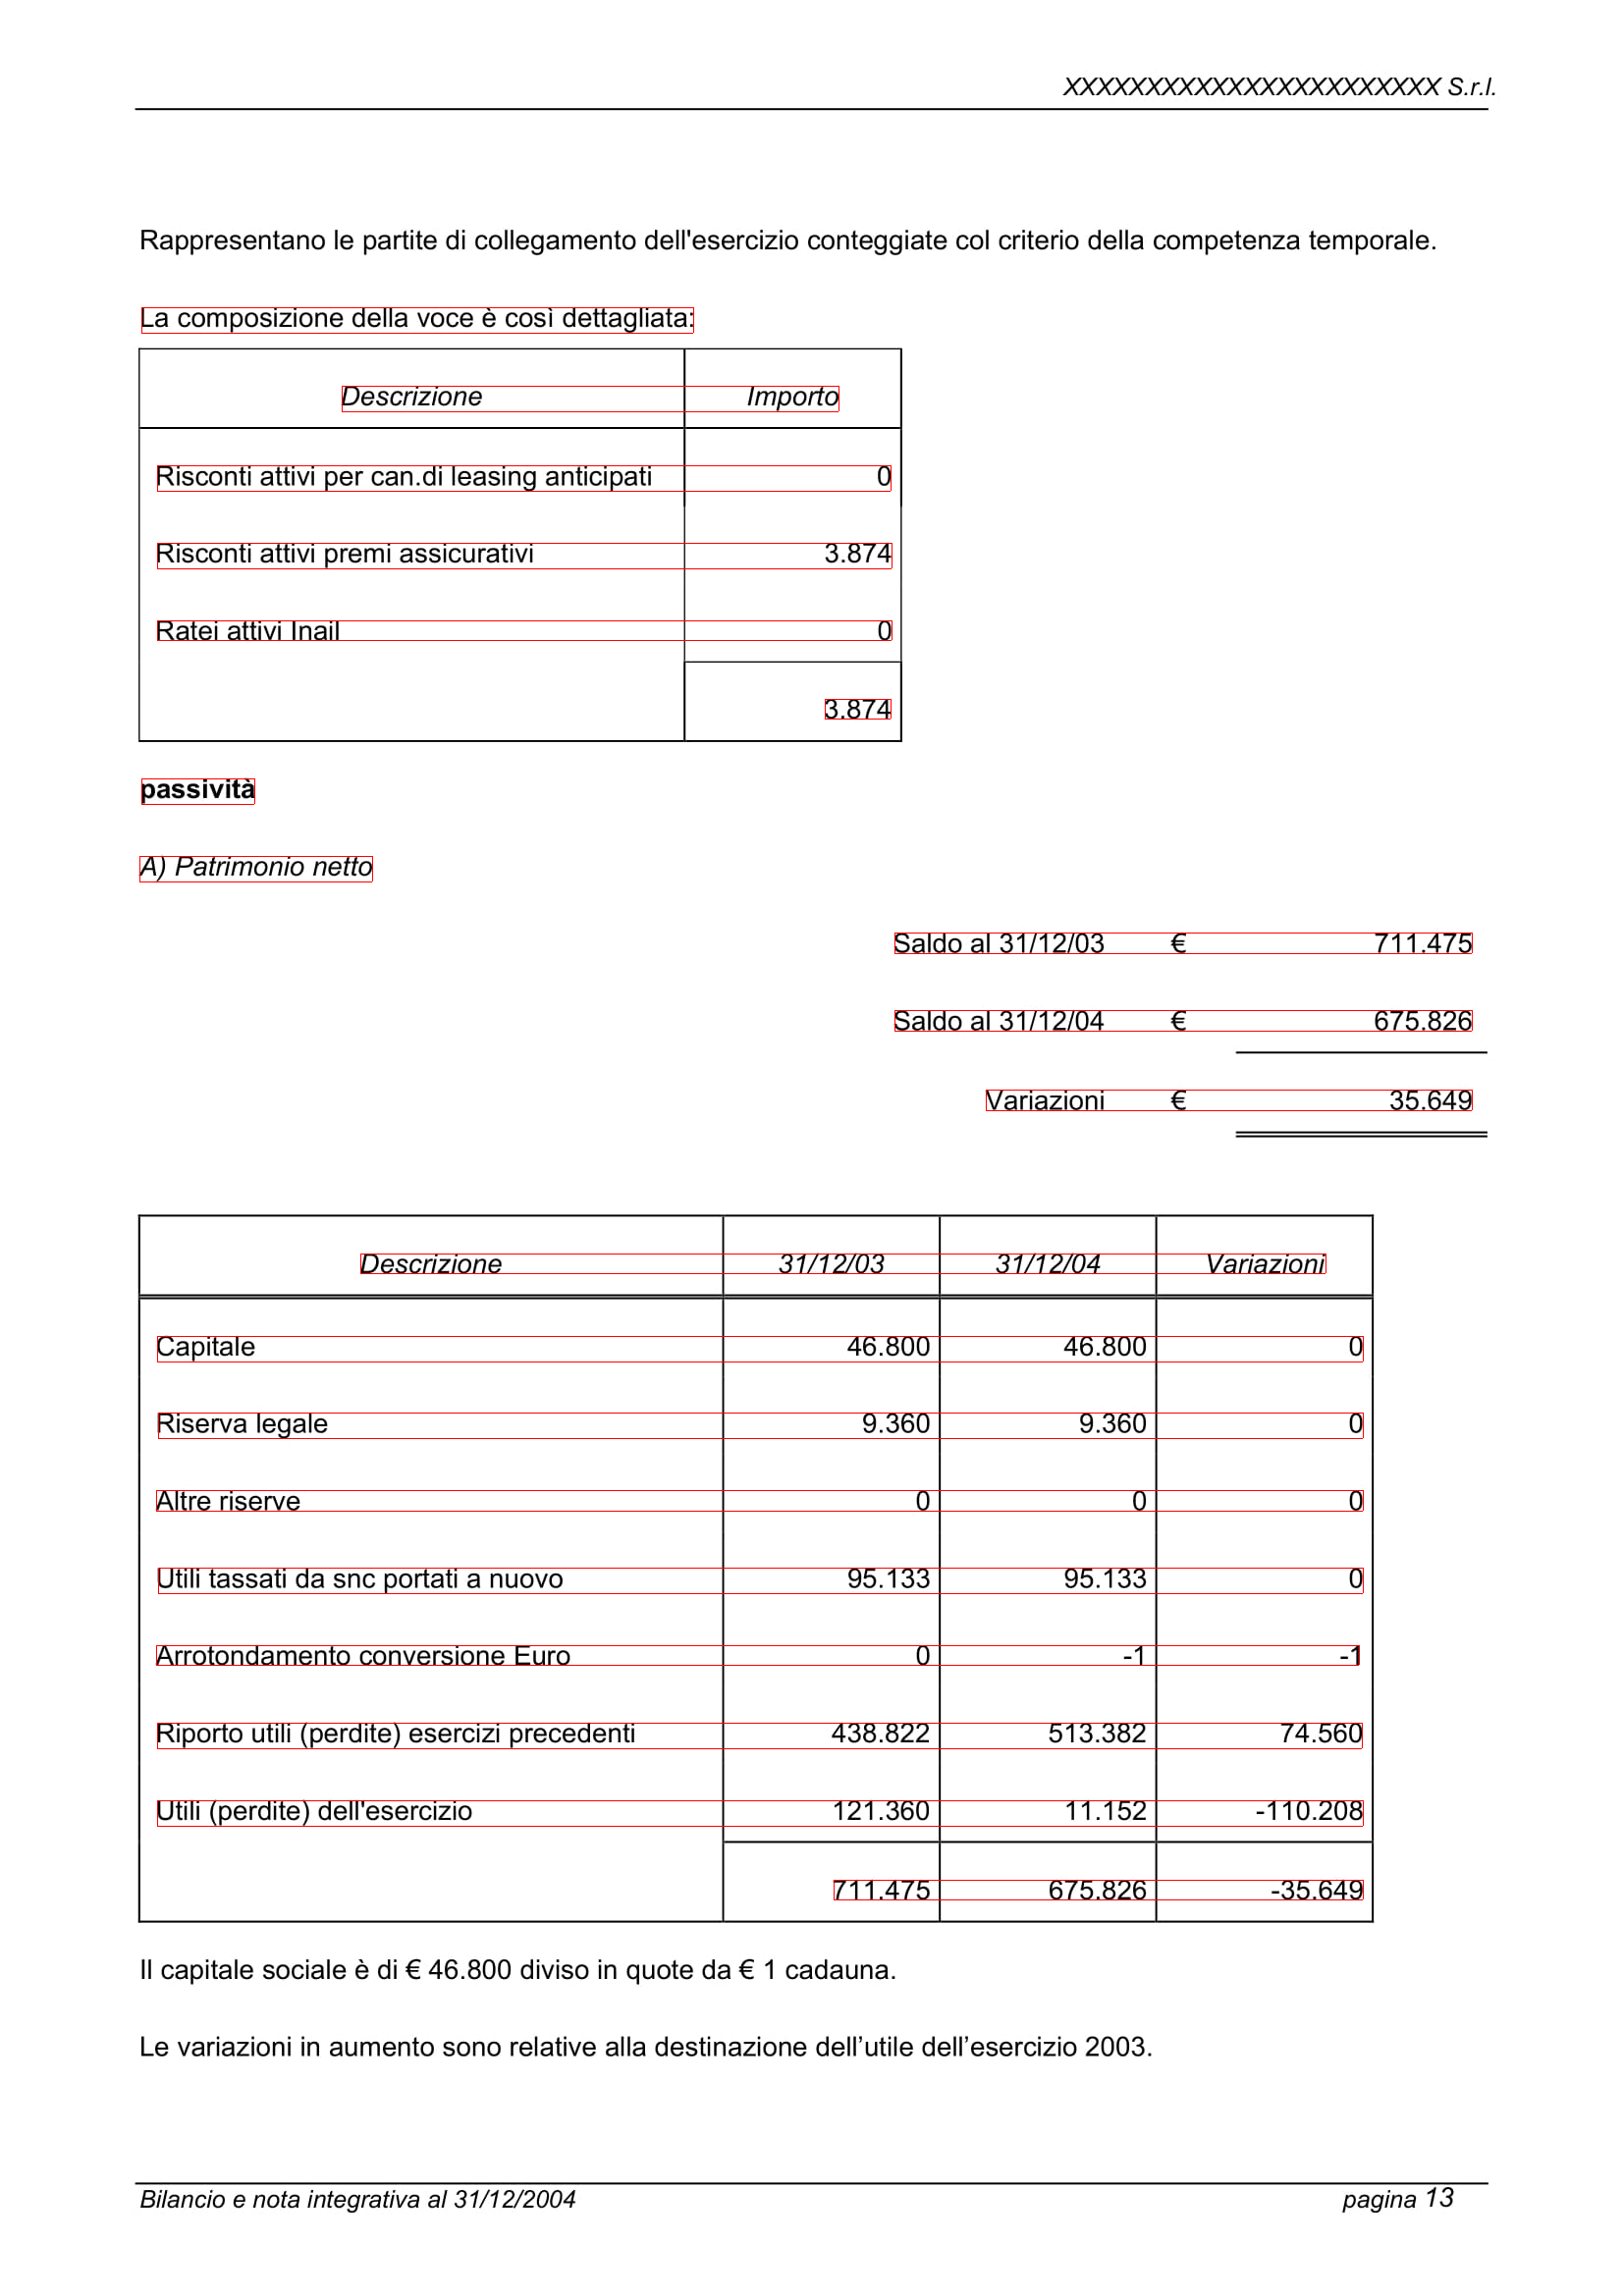 XXXXXXXXXXXXXXXXXXXXXXX S.r.l.
Rappresentano le partite di collegamento dell'esercizio conteggiate col criterio della competenza temporale.
La composizione della voce è così dettagliata:
Descrizione Importo
Risconti attivi per can.di leasing anticipati 0
Risconti attivi premi assicurativi 3.874
Ratei attivi Inail 0
3.874
passività
A) Patrimonio netto
Saldo al 31/12/03 € 711.475
Saldo al 31/12/04 € 675.826
Variazioni € 35.649
Descrizione 31/12/03 31/12/04 Variazioni
Capitale 46.800 46.800 0
Riserva legale 9.360 9.360 0
Altre riserve 0 0 0
Utili tassati da snc portati a nuovo 95.133 95.133 0
Arrotondamento conversione Euro 0 -1 -1
Riporto utili (perdite) esercizi precedenti 438.822 513.382 74.560
Utili (perdite) dell'esercizio 121.360 11.152 -110.208
711.475 675.826 -35.649
Il capitale sociale è di € 46.800 diviso in quote da € 1 cadauna.
Le variazioni in aumento sono relative alla destinazione dell’utile dell’esercizio 2003.
Bilancio e nota integrativa al 31/12/2004 pagina 13